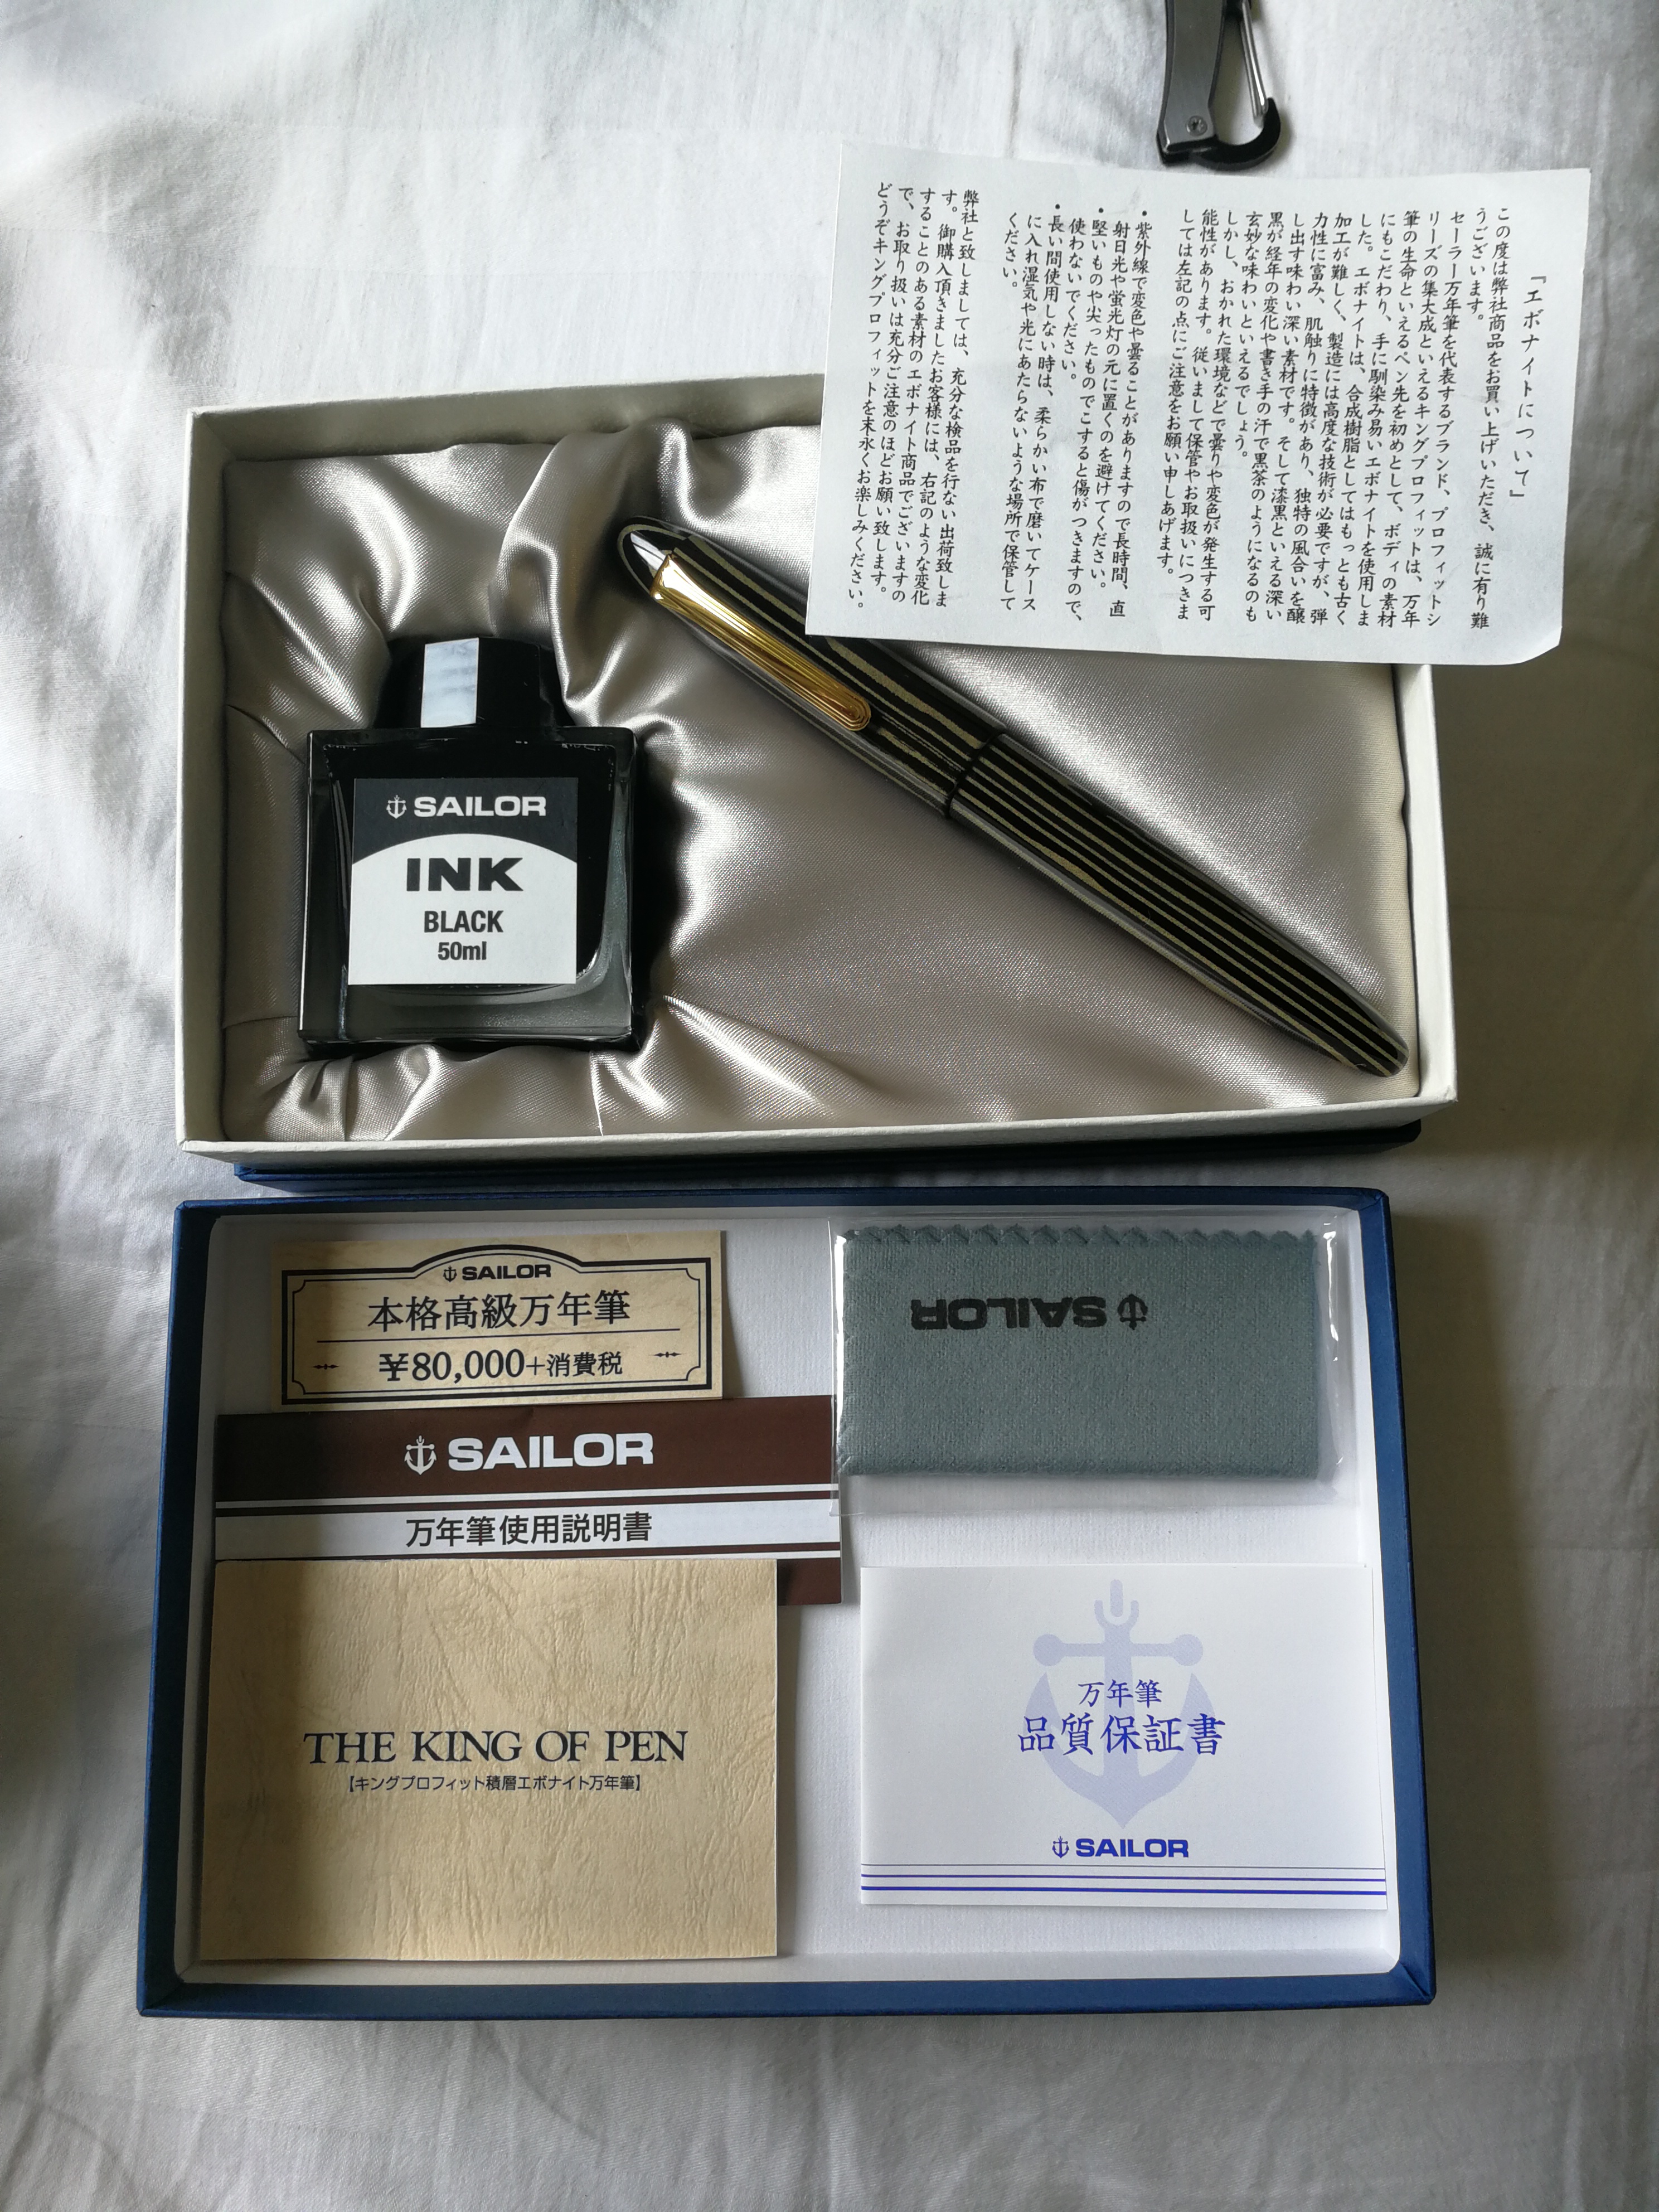 『エボナイトについて』
この度は弊社商品をお買い上げいただき、誠に有り難
うございます。
セーラー万年筆を代表するブランド、プロフィットシ
リーズの集大成といえるキングプロフィットは、万年
筆の生命といえるペン先を初めとして、ボディの素材
にもこだわり、手に馴染み易いエボナイトを使用しま
した。エボナイトは、合成樹脂としてはもっとも古く
加工が難しく、製造には高度な技術が必要ですが、弾
力性に富み、肌触りに特徴があり、独特の風合いを醸
し出す味わい深い素材です。そして漆黒といえる深い
黒が経年の変化や書き手の汗で黒茶のようになるのも
玄妙な味わいといえるでしょう。
しかし、おかれた環境などで曇りや変色が発生する可
能性があります。従いまして保管やお取扱いにつきま
しては左記の点にご注意をお願い申しあげます。
・紫外線で変色や曇ることがありますので長時間、直
射日光や蛍光灯の元に置くのを避けてください。
・堅いものや尖ったものでこすると傷がつきますので、
使わないでください。
・長い間使用しない時は、柔らかい布で磨いてケース
に入れ湿気や光にあたらないような場所で保管して
ください。
弊社と致しましては、充分な検品を行ない出荷致しま
す。御購入頂きましたお客様には、右記のような変化
することのある素材のエボナイト商品でございますの
で、お取り扱いは充分ご注意のほどお願い致します。
どうぞキングプロフィットを末永くお楽しみください。
SAILOR
INK
BLACK
50ml
SAILOR
本格高級万年筆
¥80,000+消費税
SAILOR
SAILOR
万年筆使用説明書
THE KING OF PEN
【キングプロフィット積層エボナイト万年筆】
万年筆
品質保証書
SAILOR